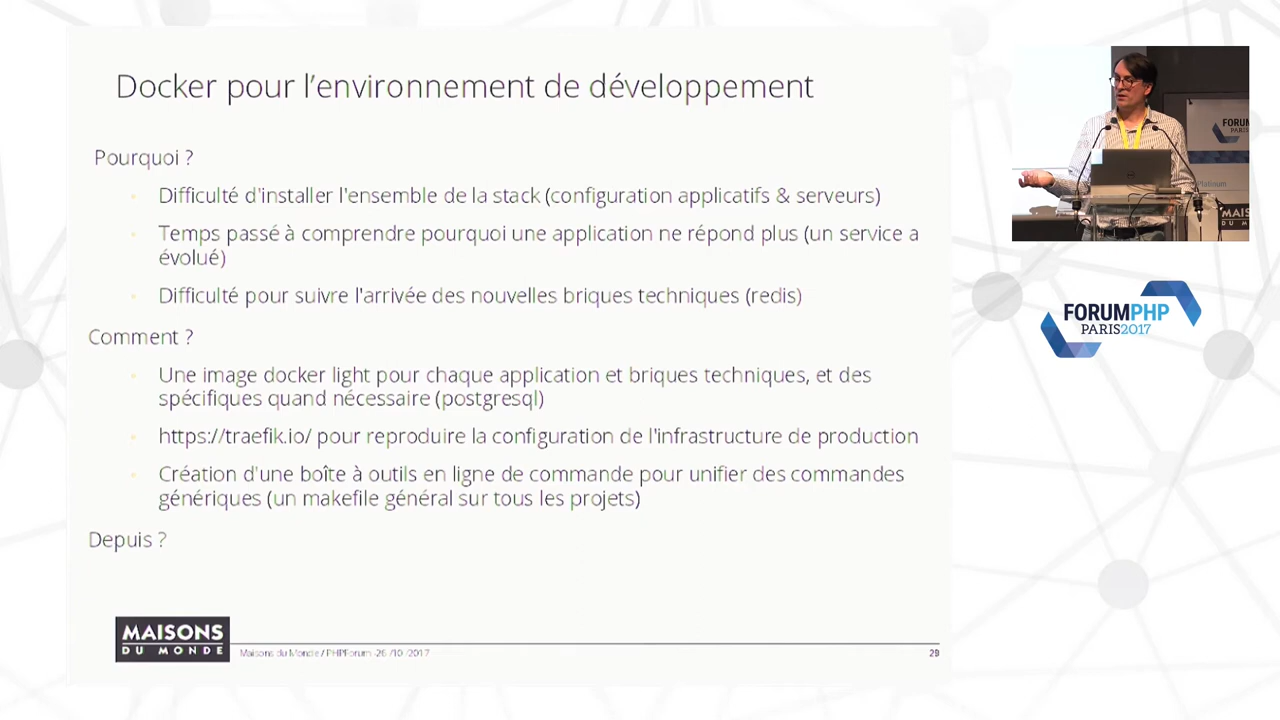 Docker pour l'environnement de développement
Pourquoi ?
Difficulté d'installer l'ensemble de la stack (configuration applicatifs & serveurs)
Temps passé à comprendre pourquoi une application ne répond plus (un service a
évolué)
Difficulté pour suivre l'arrivée des nouvelles briques techniques (redis)
Comment ?
Une image docker light pour chaque application et briques techniques, et des
spécifiques quand nécessaire (postgresql)
https://traefik.io/ pour reproduire la configuration de l'infrastructure de production
Création d'une boîte à outils en ligne de commande pour unifier des commandes
génériques (un makefile général sur tous les projets)
Depuis ?
MAISONS
DU MONDE
Maisons du Monde / PHPForum -26 /10 /2017
29
FORUM
PARIS
Platinum
MAIS
DU M
FORUMPHP
PARIS2017